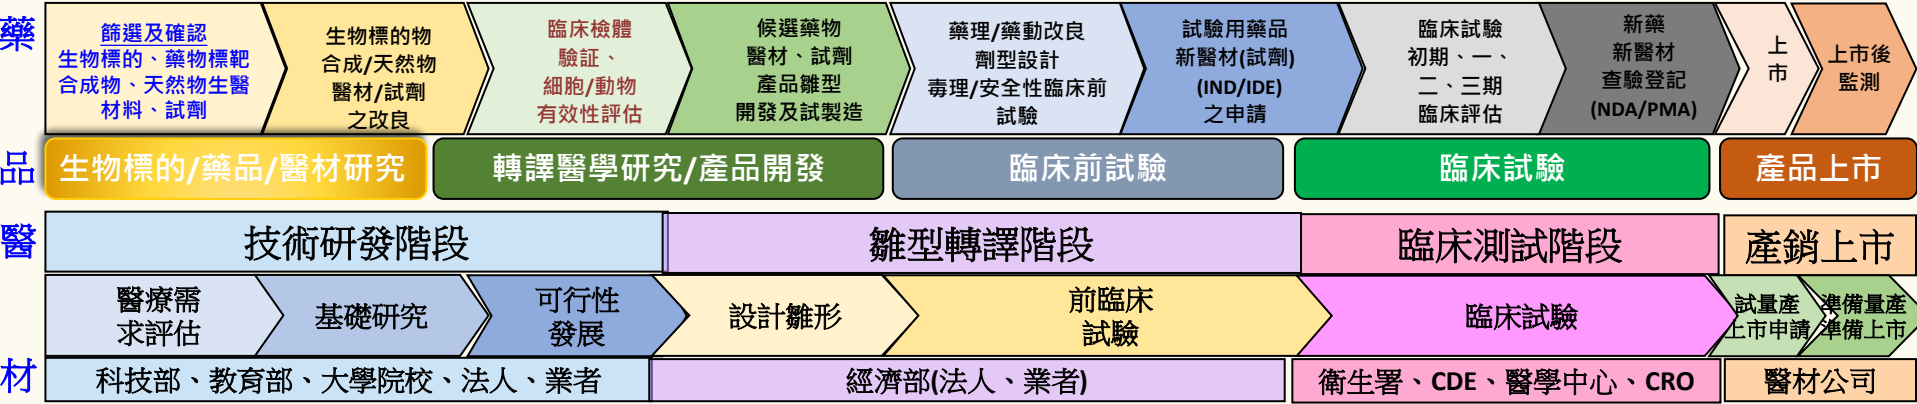 藥
品
篩選及確認
生物標的、藥物標靶
合成物、天然物生醫
材料、試劑
生物標的物
合成/天然物
醫材/試劑
之改良
臨床檢體
驗証、
細胞/動物
有效性評估
候選藥物
醫材、試劑
產品雛型
開發及試製造
藥理/藥動改良
劑型設計
毒理/安全性臨床前
試驗
試驗用藥品
新醫材(試劑)
(IND/IDE)
之申請
臨床試驗
初期、一、
二、三期
臨床評估
新藥
新醫材
查驗登記
(NDA/PMA)
上
市
上市後
監測
生物標的/藥品/醫材研究
轉譯醫學研究/產品開發
臨床前試驗
臨床試驗
產品上市
醫
材
技術研發階段
雛型轉譯階段
臨床測試階段
產銷上市
醫療需
求評估
基礎研究
可行性
發展
設計雛形
前臨床
試驗
臨床試驗
試量產
上市申請
準備量產
準備上市
科技部、教育部、大學院校、法人、業者
經濟部(法人、業者)
衛生署、CDE、醫學中心、CRO
醫材公司